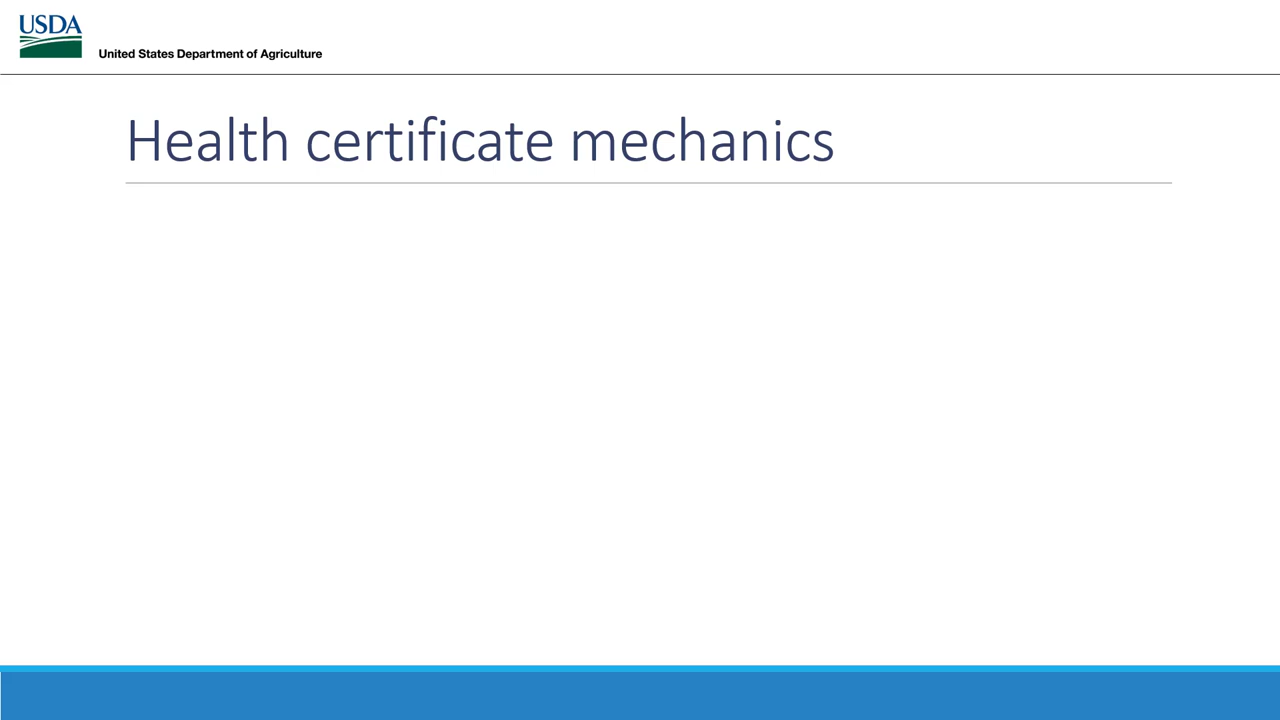 USDA
United States Department of Agriculture
Health certificate mechanics